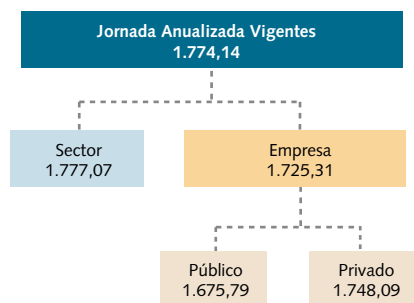 Jornada Anualizada Vigentes
1.774,14
Sector
1.777,07
Empresa
1.725,31
Público
1.675,79
Privado
1.748,09